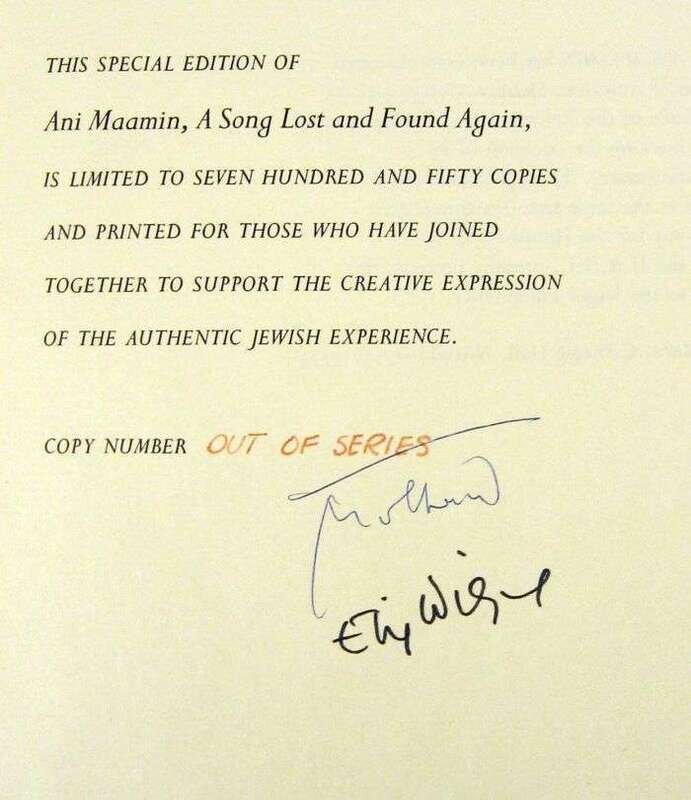 THIS SPECIAL EDITION OF
Ani Maamin, A Song Lost and Found Again,
IS LIMITED TO SEVEN HUNDRED AND FIFTY COPIES
AND PRINTED FOR THOSE WHO HAVE JOINED
TOGETHER TO SUPPORT THE CREATIVE EXPRESSION
OF THE AUTHENTIC JEWISH EXPERIENCE.
COPY NUMBER OUT OF SERIES
Elie Wiesel